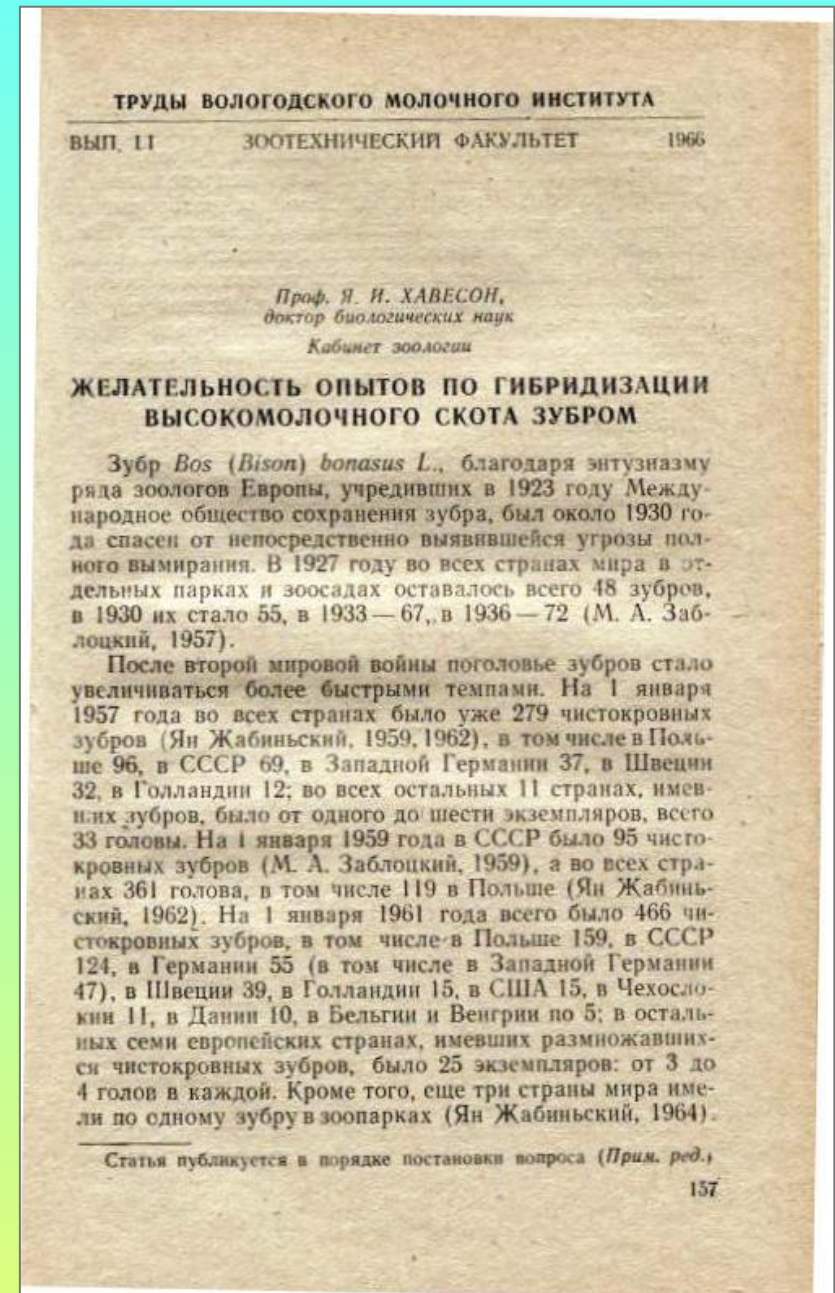 ТРУДЫ ВОЛОГОДСКОГО МОЛОЧНОГО ИНСТИТУТА
ВЫП. LI ЗООТЕХНИЧЕСКИЙ ФАКУЛЬТЕТ 1966
Проф. Я. И. ХАВЕСОН,
доктор биологических наук
Кабинет зоологии
ЖЕЛАТЕЛЬНОСТЬ ОПЫТОВ ПО ГИБРИДИЗАЦИИ
ВЫСОКОМОЛОЧНОГО СКОТА ЗУБРОМ
Зубр Bos (Bison) bonasus L., благодаря энтузиазму
ряда зоологов Европы, учредивших в 1923 году Между-
народное общество сохранения зубра, был около 1930 го-
да спасен от непосредственно выявившейся угрозы пол-
ного вымирания. В 1927 году во всех странах мира в от-
дельных парках и зоосадах оставалось всего 48 зубров,
в 1930 их стало 55, в 1933 — 67, в 1936 — 72 (М. А. Заб-
лоцкий, 1957).
После второй мировой войны поголовье зубров стало
увеличиваться более быстрыми темпами. На 1 января
1957 года во всех странах было уже 279 чистокровных
зубров (Ян Жабиньский, 1959, 1962), в том числе в Поль-
ше 96, в СССР 69, в Западной Германии 37, в Швеции
32, в Голландии 12; во всех остальных 11 странах, имев-
ших зубров, было от одного до шести экземпляров, всего
33 головы. На 1 января 1959 года в СССР было 95 чисто-
кровных зубров (М. А. Заблоцкий, 1959), а во всех стра-
нах 361 голова, в том числе 119 в Польше (Ян Жабинь-
ский, 1962). На 1 января 1961 года всего было 466 чи-
стокровных зубров, в том числе в Польше 159, в СССР
124, в Германии 55 (в том числе в Западной Германии
47), в Швеции 39, в Голландии 15, в США 15, в Чехосло-
кии 11, в Дании 10, в Бельгии и Венгрии по 5; в осталь-
ных семи европейских странах, имевших размножавших-
ся чистокровных зубров, было 25 экземпляров: от 3 до
4 голов в каждой. Кроме того, еще три страны мира име-
ли по одному зубру в зоопарках (Ян Жабиньский, 1964).
Статья публикуется в порядке постановки вопроса (Прим. ред.)
157